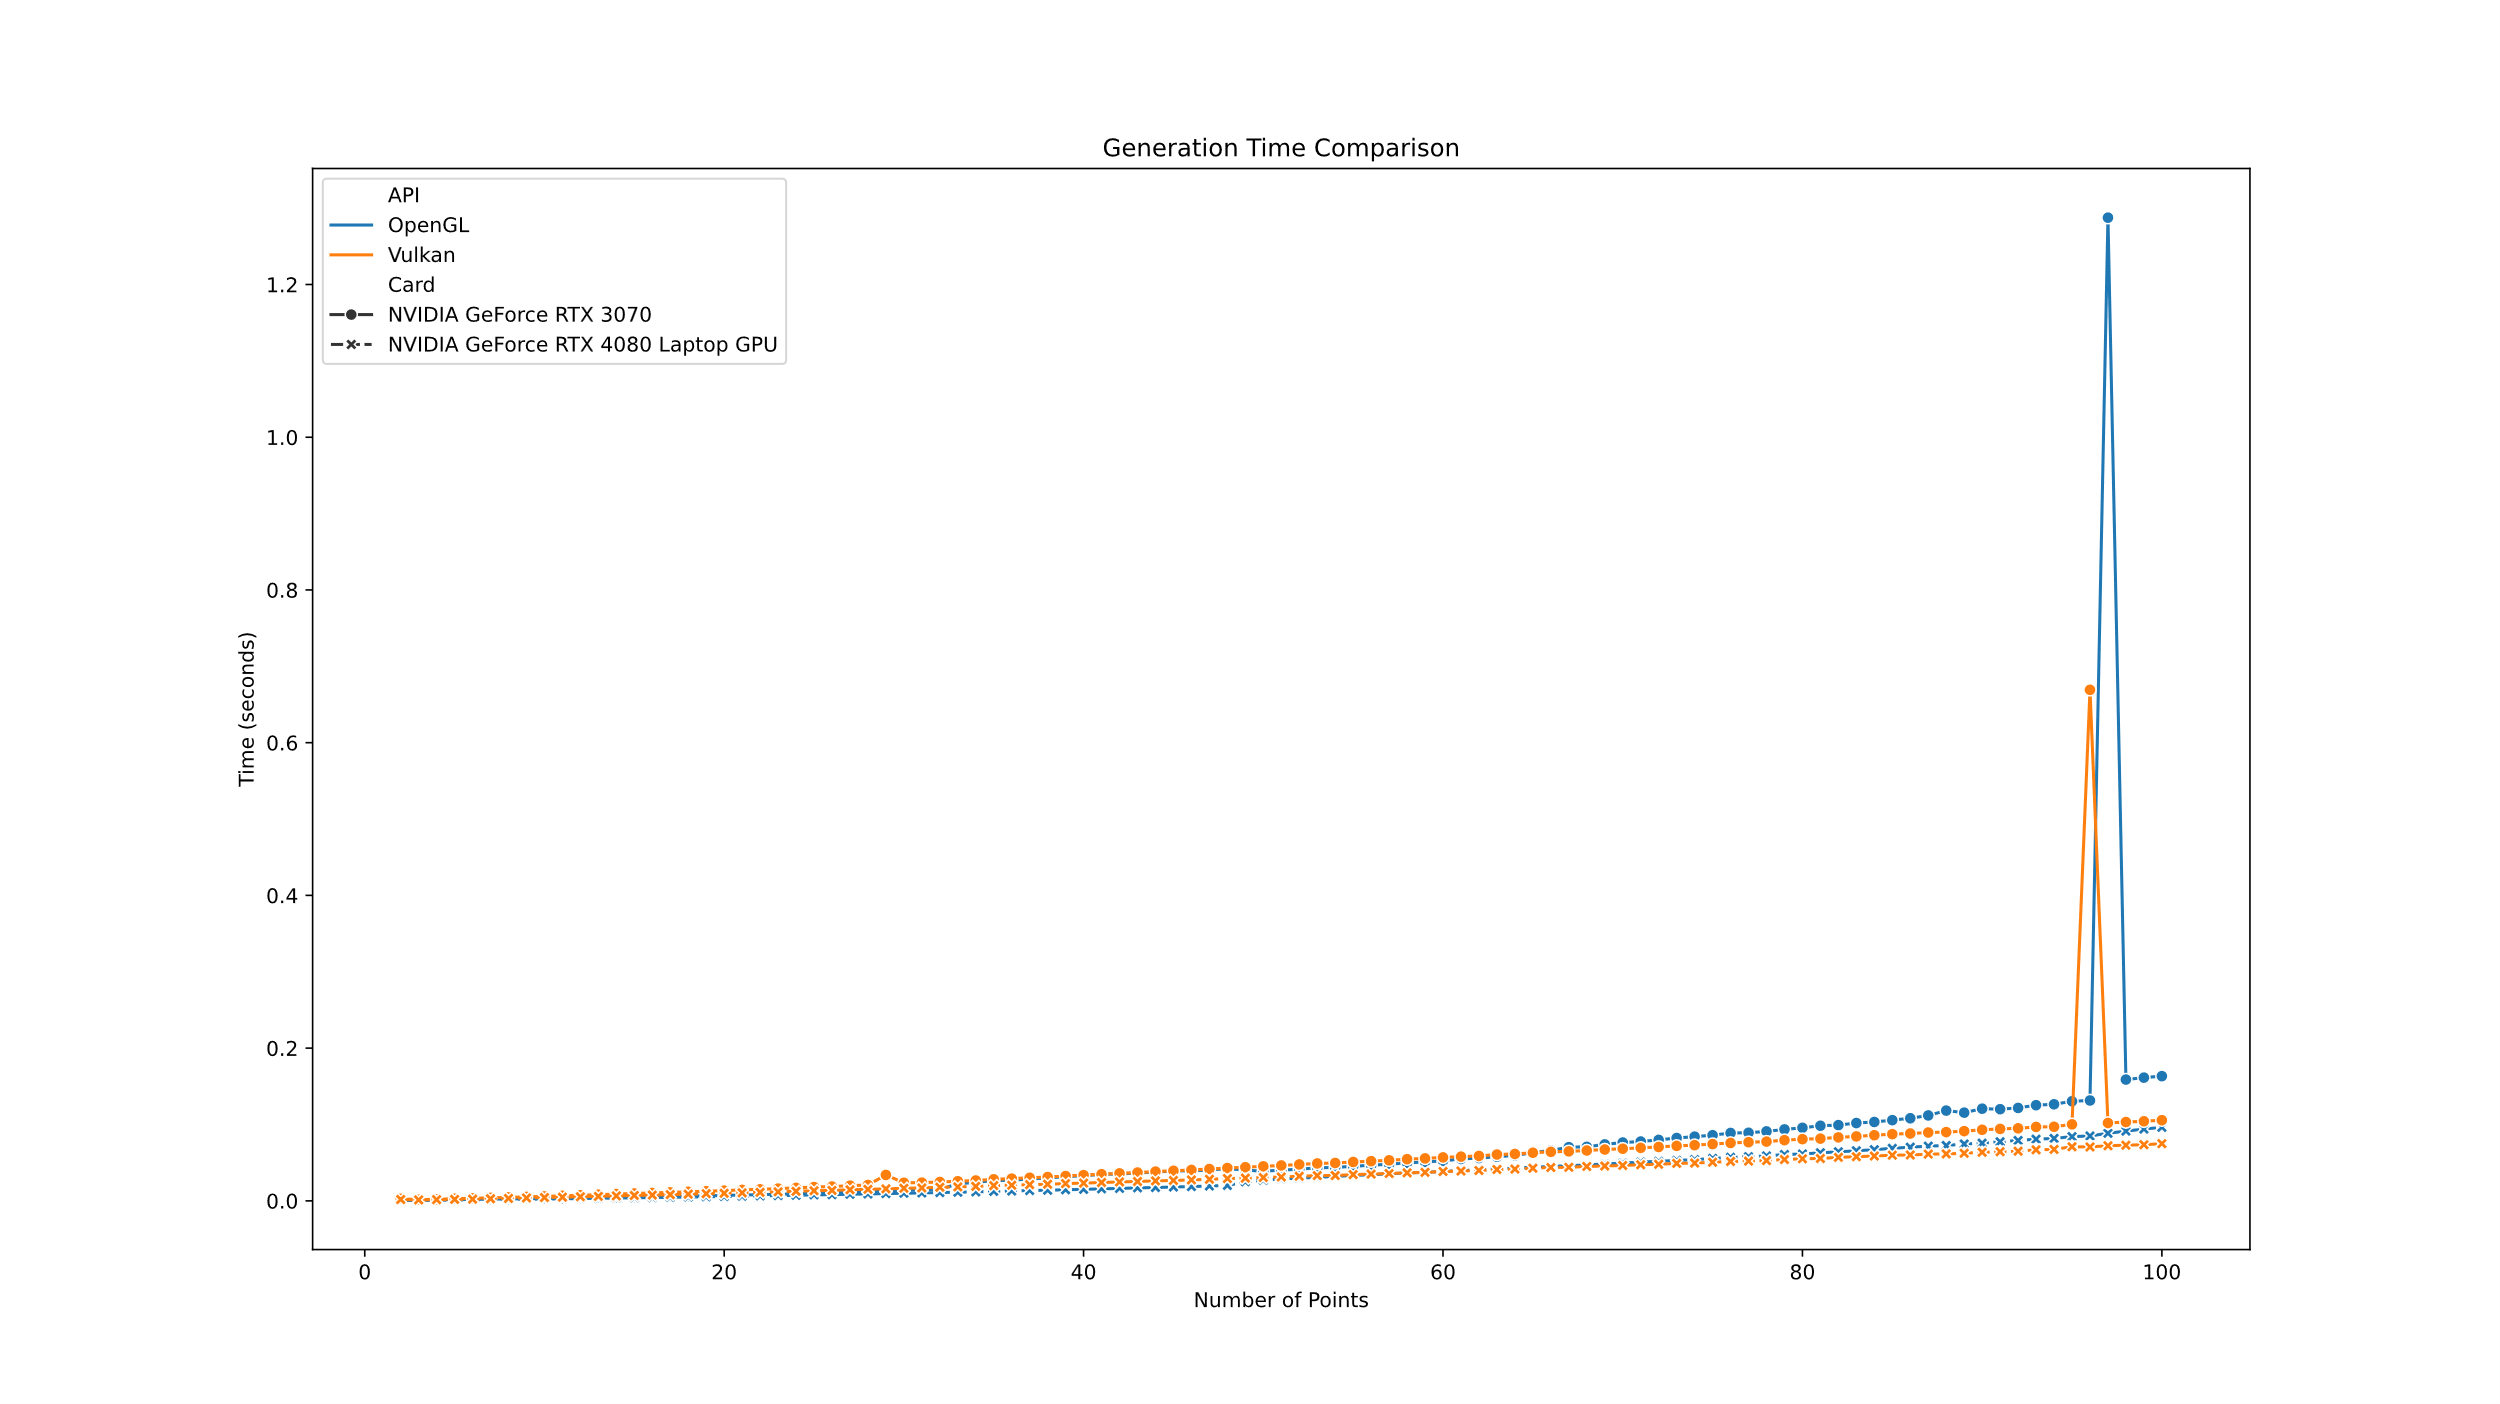 Generation Time Comparison
API
OpenGL
Vulkan
Card
NVIDIA GeForce RTX 3070
NVIDIA GeForce RTX 4080 Laptop GPU
1.2
1.0
0.8
0.6
0.4
0.2
0.0
Time (seconds)
0 20 40 60 80 100
Number of Points